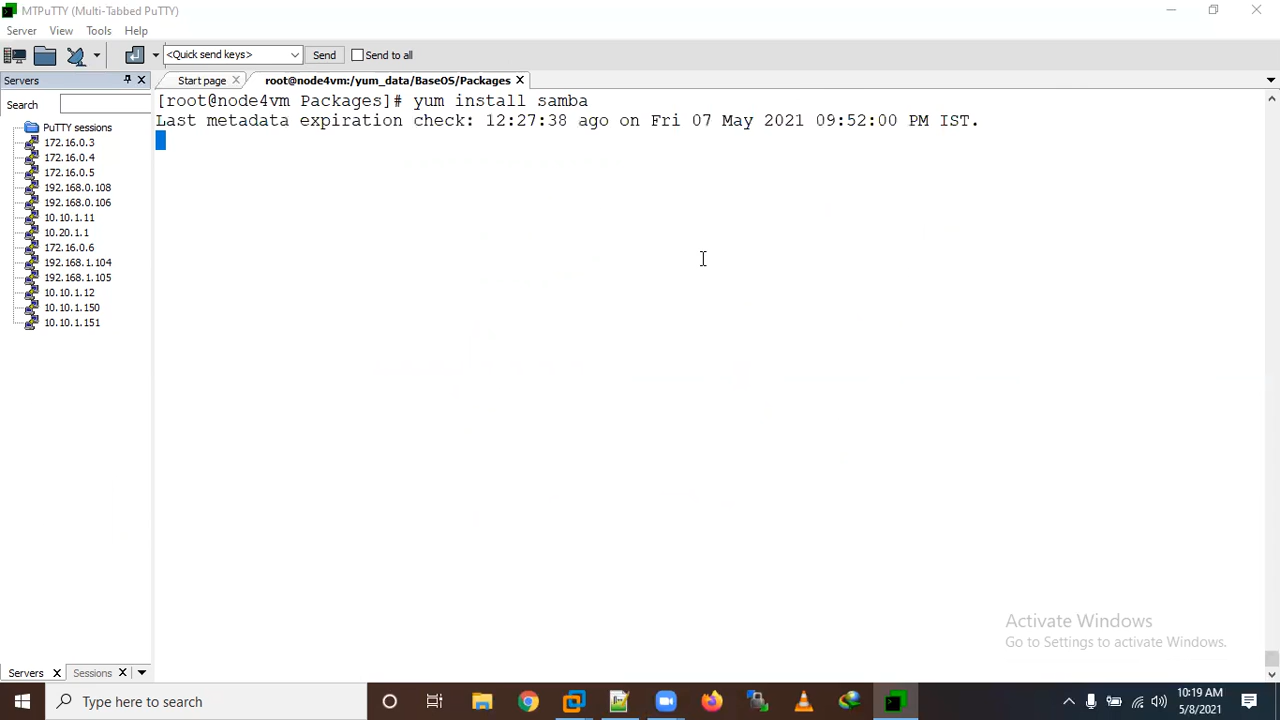 MTPuTTY (Multi-Tabbed PuTTY)
Server View Tools Help
<Quick send keys> Send Send to all
Servers
Start page root@node4vm:/yum_data/BaseOS/Packages
Search
PuTTY sessions
172.16.0.3
172.16.0.4
172.16.0.5
192.168.0.108
192.168.0.106
10.10.1.11
10.20.1.1
172.16.0.6
192.168.1.104
192.168.1.105
10.10.1.12
10.10.1.150
10.10.1.151
[root@node4vm Packages]# yum install samba
Last metadata expiration check: 12:27:38 ago on Fri 07 May 2021 09:52:00 PM IST.
Activate Windows
Go to Settings to activate Windows.
Servers Sessions
Type here to search
10:19 AM
5/8/2021